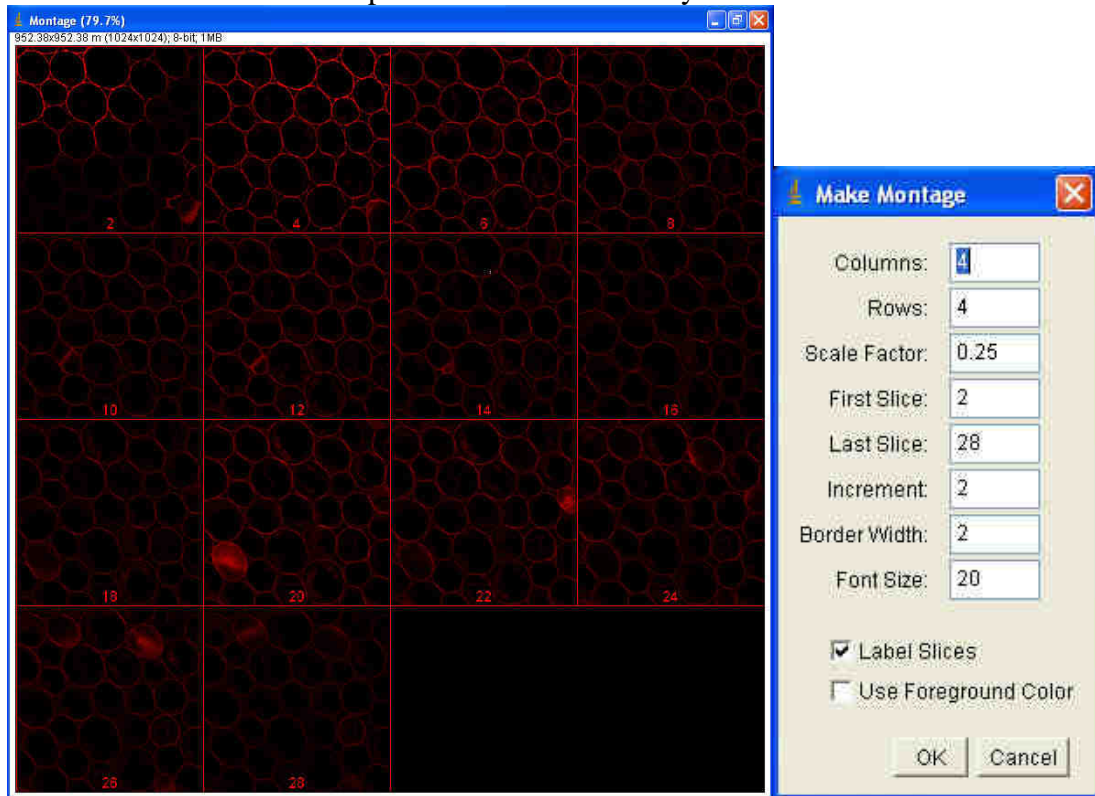 Montage (79.7%)
952.38x952.38 m (1024x1024); 8-bit; 1MB
2 4 6 8
10 12 14 16
18 20 22 24
26 28
Make Montage
Columns: 4
Rows: 4
Scale Factor: 0.25
First Slice: 2
Last Slice: 28
Increment: 2
Border Width: 2
Font Size: 20
Label Slices
Use Foreground Color
OK Cancel